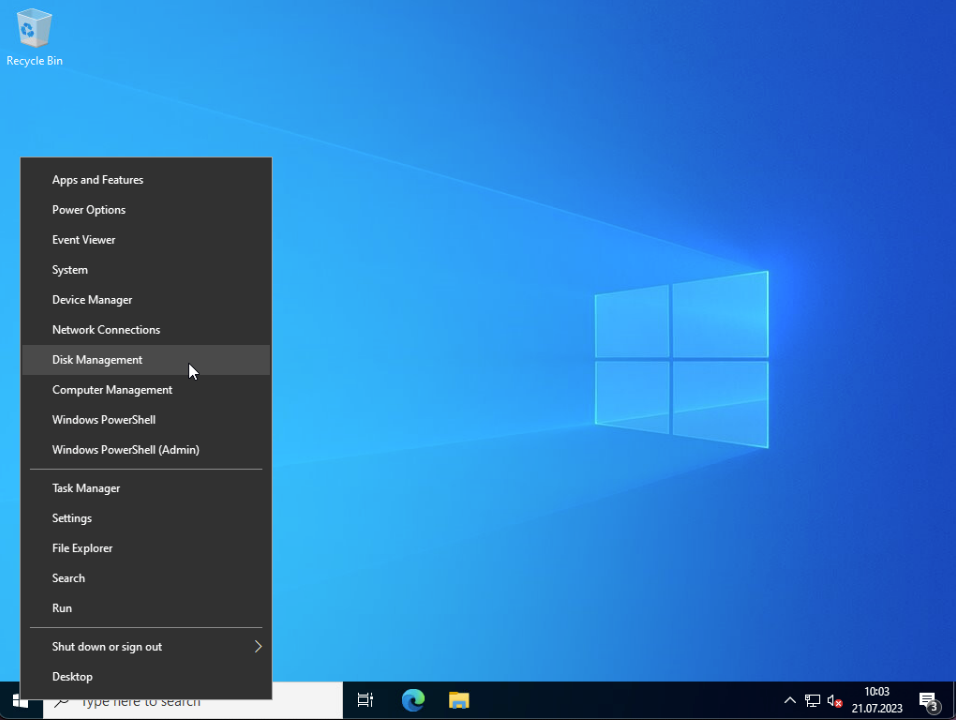 Recycle Bin
Apps and Features
Power Options
Event Viewer
System
Device Manager
Network Connections
Disk Management
Computer Management
Windows PowerShell
Windows PowerShell (Admin)
Task Manager
Settings
File Explorer
Search
Run
Shut down or sign out
Desktop
Type here to search
10:03
21.07.2023
3